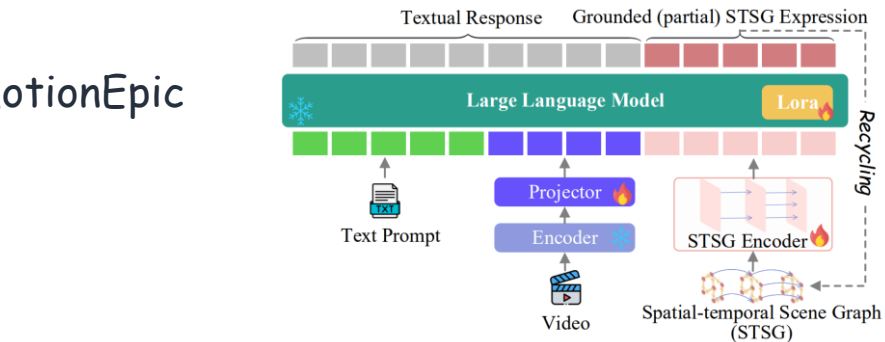 Textual Response
Grounded (partial) STSG Expression
otionEpic
Large Language Model
Lora
Recycling
Projector
STSG Encoder
TXT
Text Prompt
Encoder
Video
Spatial-temporal Scene Graph
(STSG)